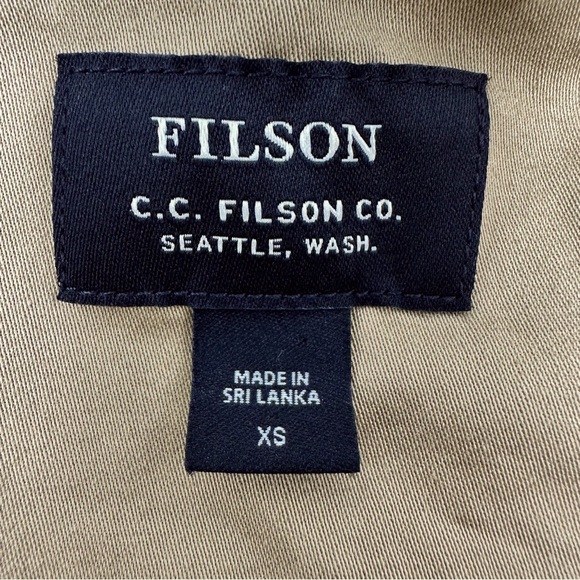 FILSON
C.C. FILSON CO.
SEATTLE, WASH.
MADE IN
SRI LANKA
XS